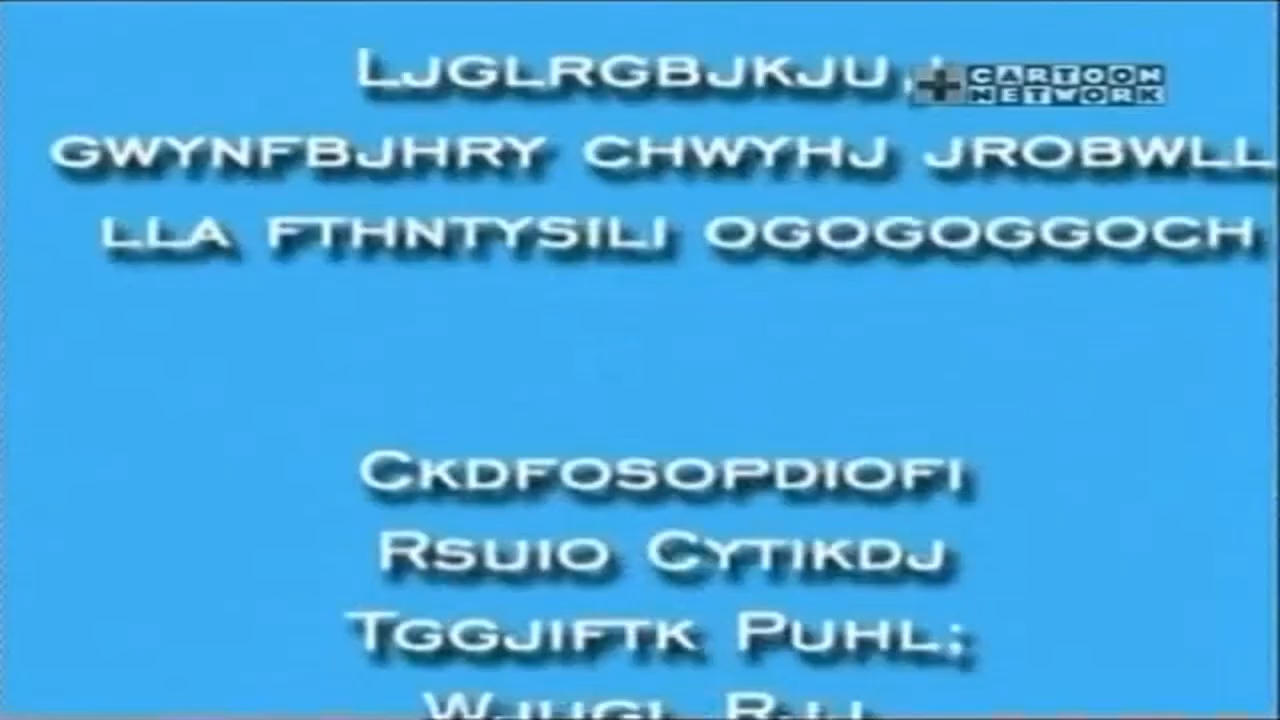 LJGLRGBJKJU,;
CARTOON
NETWORK
GWYNFBJHRY CHWYHJ JROBWLL
LLA FTHNTYSILI OGOGOGGOCH
CKDFOSOPDIOFI
RSUIO CYTIKDJ
TGGJIFTK PUHL;